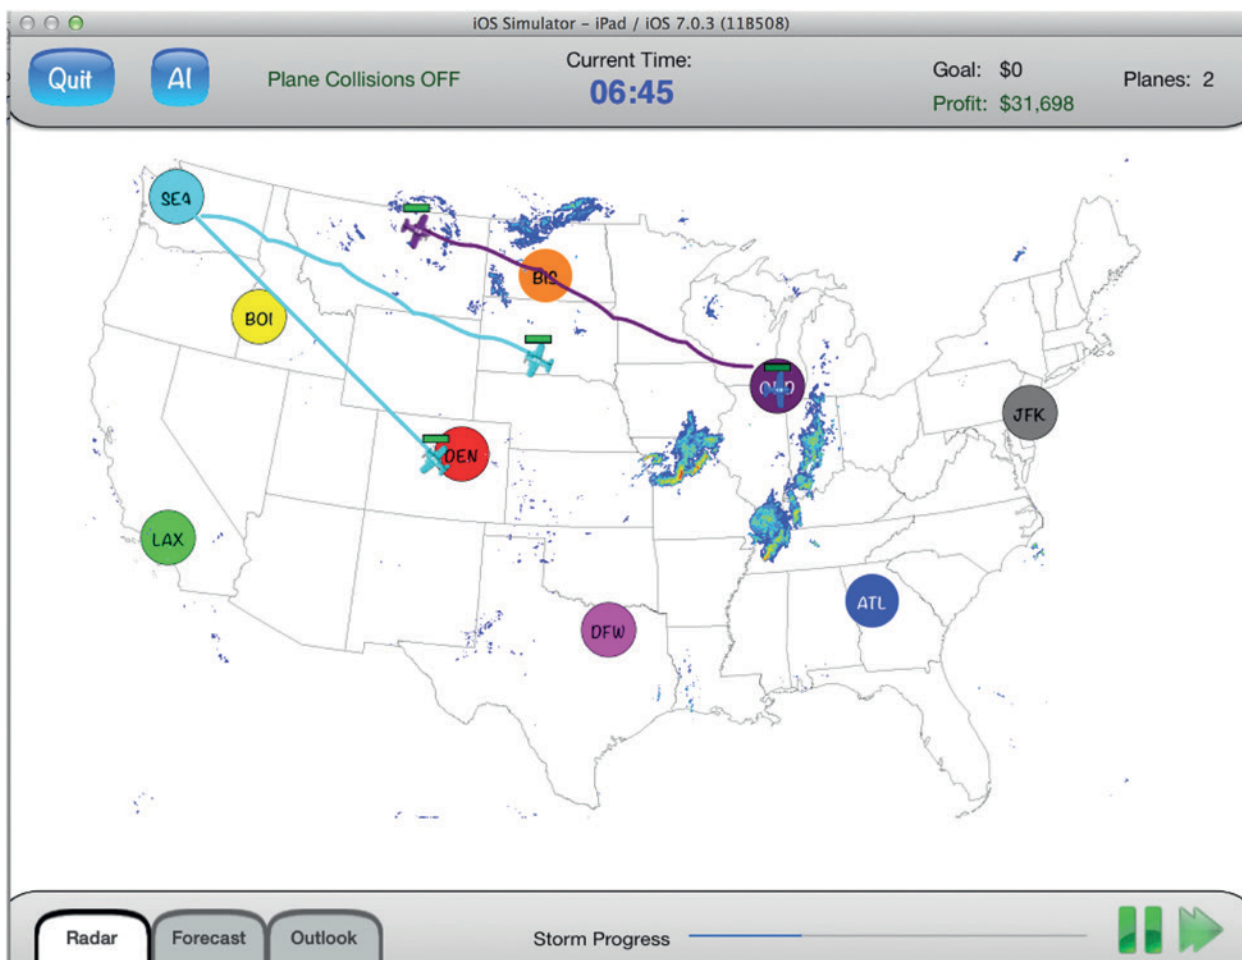 iOS Simulator – iPad / iOS 7.0.3 (11B508)
Quit
AI
Plane Collisions OFF
Current Time:
06:45
Goal: $0
Profit: $31,698
Planes: 2
SEA
BIS
BOI
JFK
DEN
LAX
ATL
DFW
Radar
Forecast
Outlook
Storm Progress